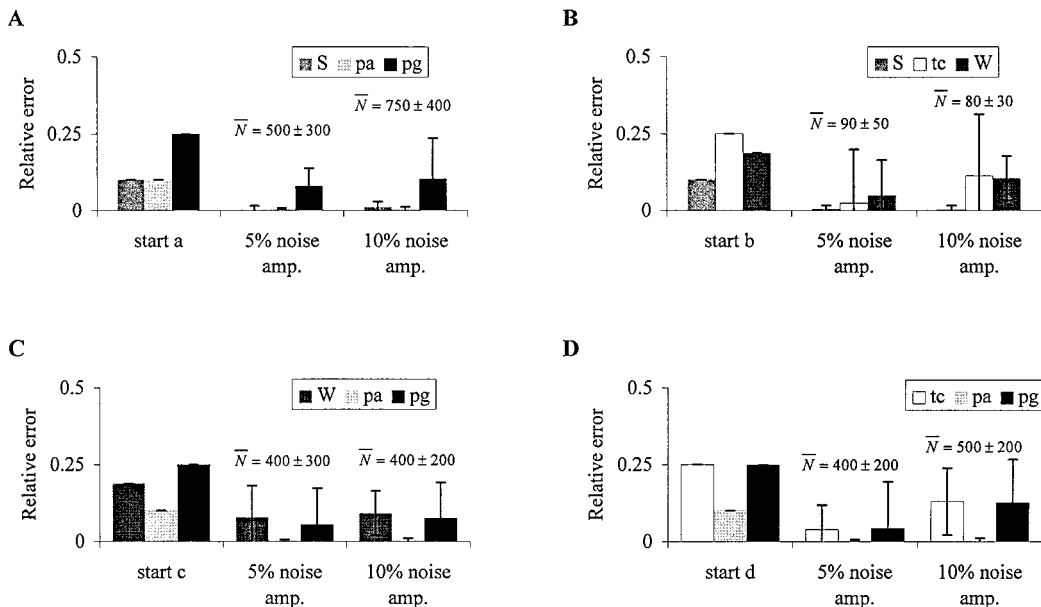 A
Relative error
0.5
0.25
0
S pa pg
N̅ = 500 ± 300
N̅ = 750 ± 400
start a
5% noise amp.
10% noise amp.
B
Relative error
0.5
0.25
0
S tc W
N̅ = 90 ± 50
N̅ = 80 ± 30
start b
5% noise amp.
10% noise amp.
C
Relative error
0.5
0.25
0
W pa pg
N̅ = 400 ± 300
N̅ = 400 ± 200
start c
5% noise amp.
10% noise amp.
D
Relative error
0.5
0.25
0
tc pa pg
N̅ = 400 ± 200
N̅ = 500 ± 200
start d
5% noise amp.
10% noise amp.